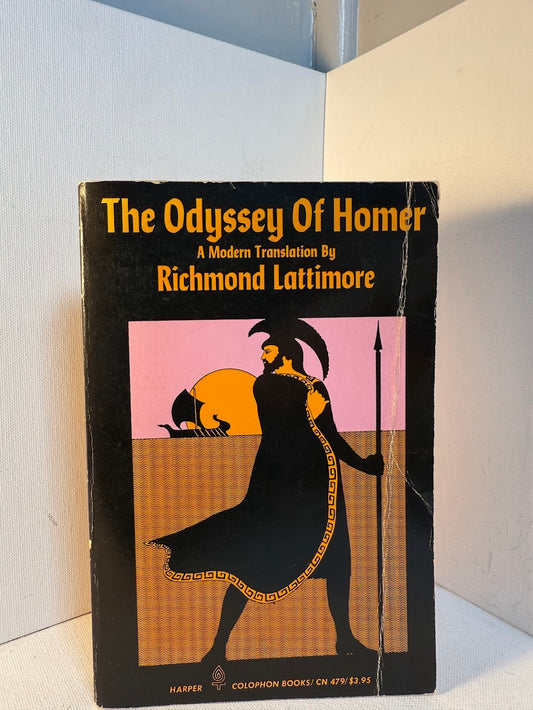 The Odyssey Of Homer
A Modern Translation By
Richmond Lattimore
HARPER COLOPHON BOOKS/CN 479/$3.95